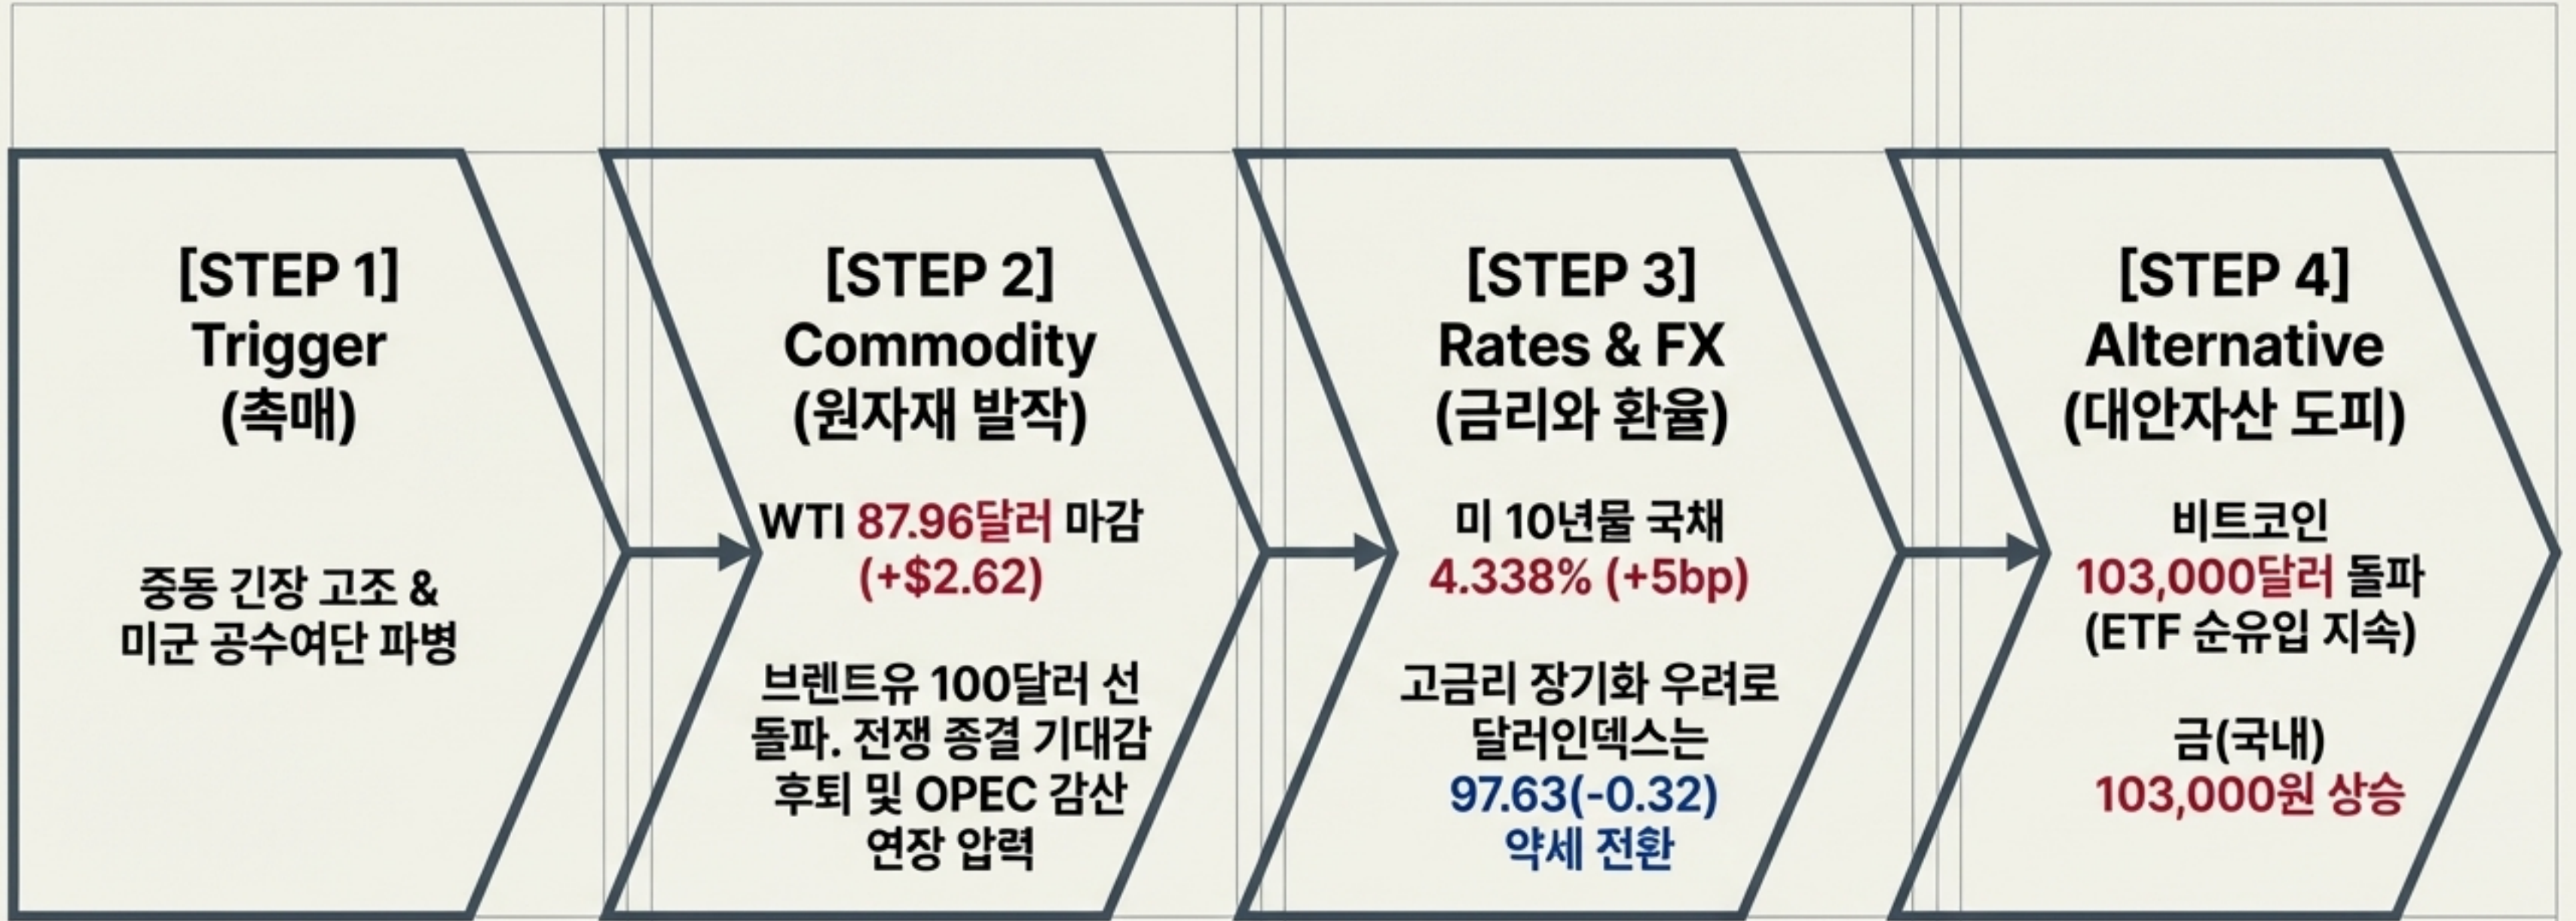 [STEP 1]
Trigger
(촉매)
중동 긴장 고조 &
미군 공수여단 파병
[STEP 2]
Commodity
(원자재 발작)
WTI 87.96달러 마감
(+$2.62)
브렌트유 100달러 선
돌파. 전쟁 종결 기대감
후퇴 및 OPEC 감산
연장 압력
[STEP 3]
Rates & FX
(금리와 환율)
미 10년물 국채
4.338% (+5bp)
고금리 장기화 우려로
달러인덱스는
97.63(-0.32)
약세 전환
[STEP 4]
Alternative
(대안자산 도피)
비트코인
103,000달러 돌파
(ETF 순유입 지속)
금(국내)
103,000원 상승